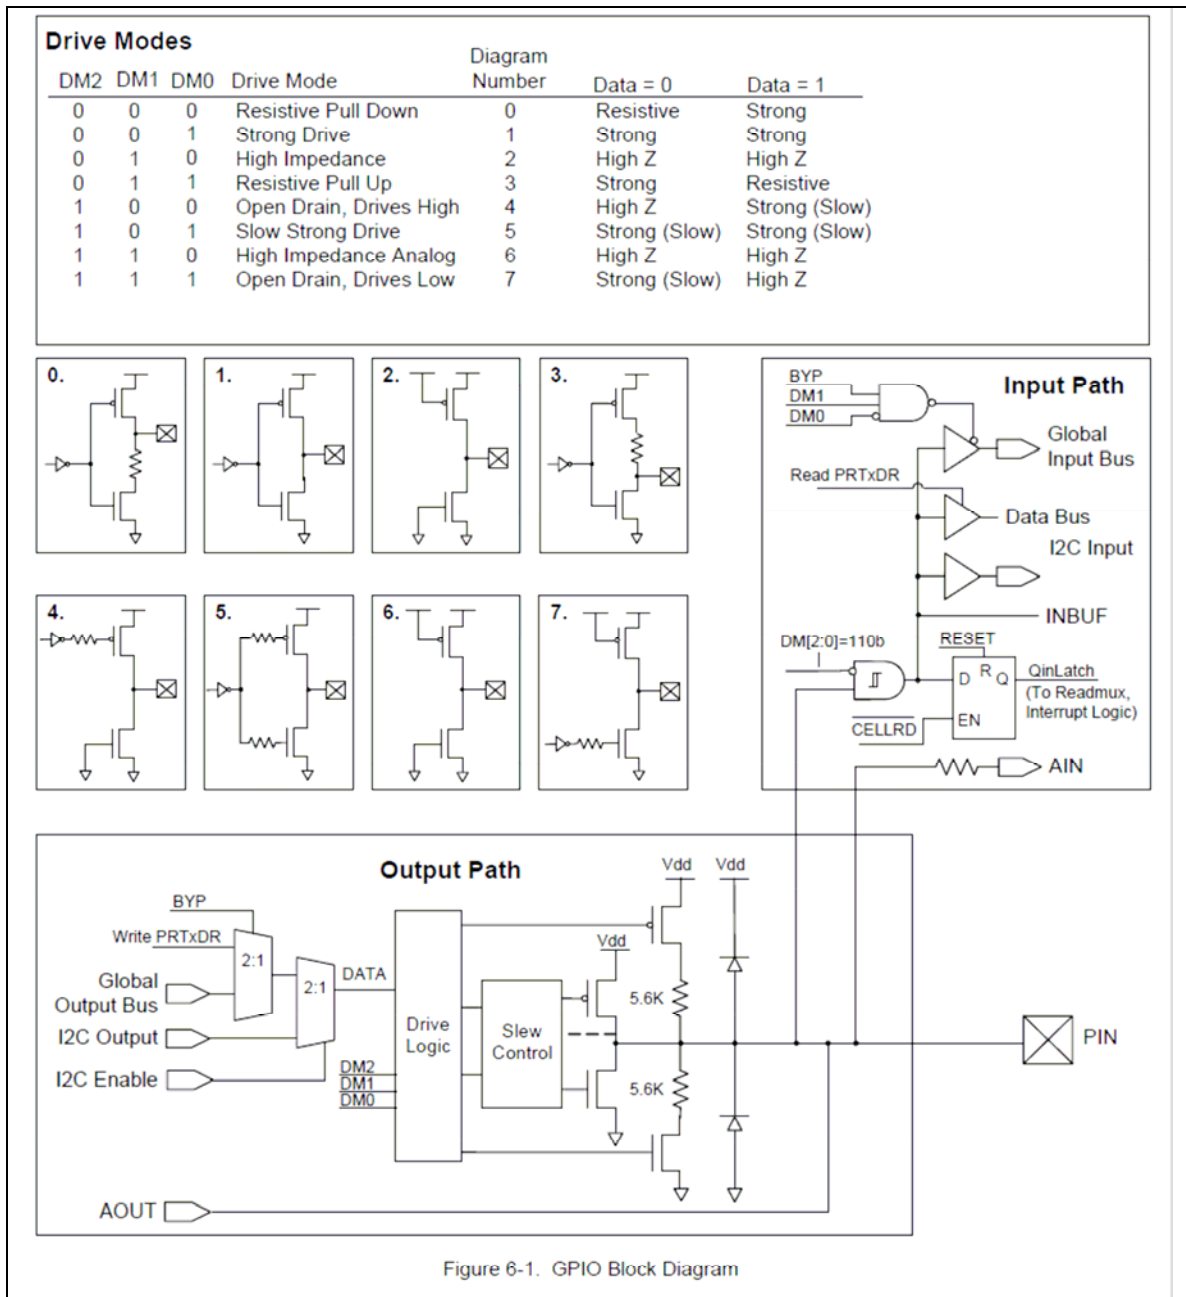 Drive Modes
DM2 DM1 DM0 Drive Mode Diagram Number Data = 0 Data = 1
0 0 0 Resistive Pull Down 0 Resistive Strong
0 0 1 Strong Drive 1 Strong Strong
0 1 0 High Impedance 2 High Z High Z
0 1 1 Resistive Pull Up 3 Strong Resistive
1 0 0 Open Drain, Drives High 4 High Z Strong (Slow)
1 0 1 Slow Strong Drive 5 Strong (Slow) Strong (Slow)
1 1 0 High Impedance Analog 6 High Z High Z
1 1 1 Open Drain, Drives Low 7 Strong (Slow) High Z
0.
1.
2.
3.
4.
5.
6.
7.
Input Path
BYP
DM1
DM0
Global
Input Bus
Read PRTxDR
Data Bus
I2C Input
INBUF
DM[2:0]=110b
RESET
D R Q
EN
QinLatch
(To Readmux,
Interrupt Logic)
CELLRD
AIN
Output Path
BYP
Write PRTxDR
2:1
Global
Output Bus
2:1
DATA
I2C Output
I2C Enable
DM2
DM1
DM0
Drive
Logic
Slew
Control
Vdd
Vdd
Vdd
5.6K
5.6K
PIN
AOUT
Figure 6-1. GPIO Block Diagram